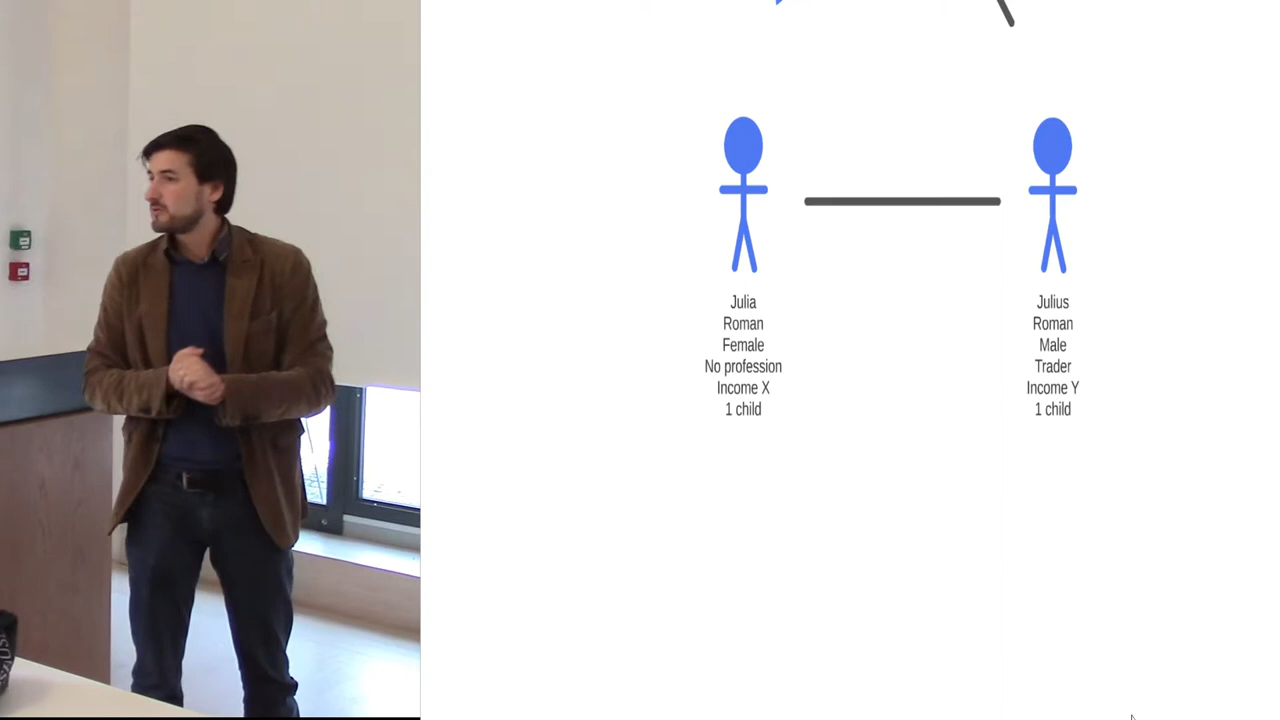 Julia
Roman
Female
No profession
Income X
1 child
Julius
Roman
Male
Trader
Income Y
1 child